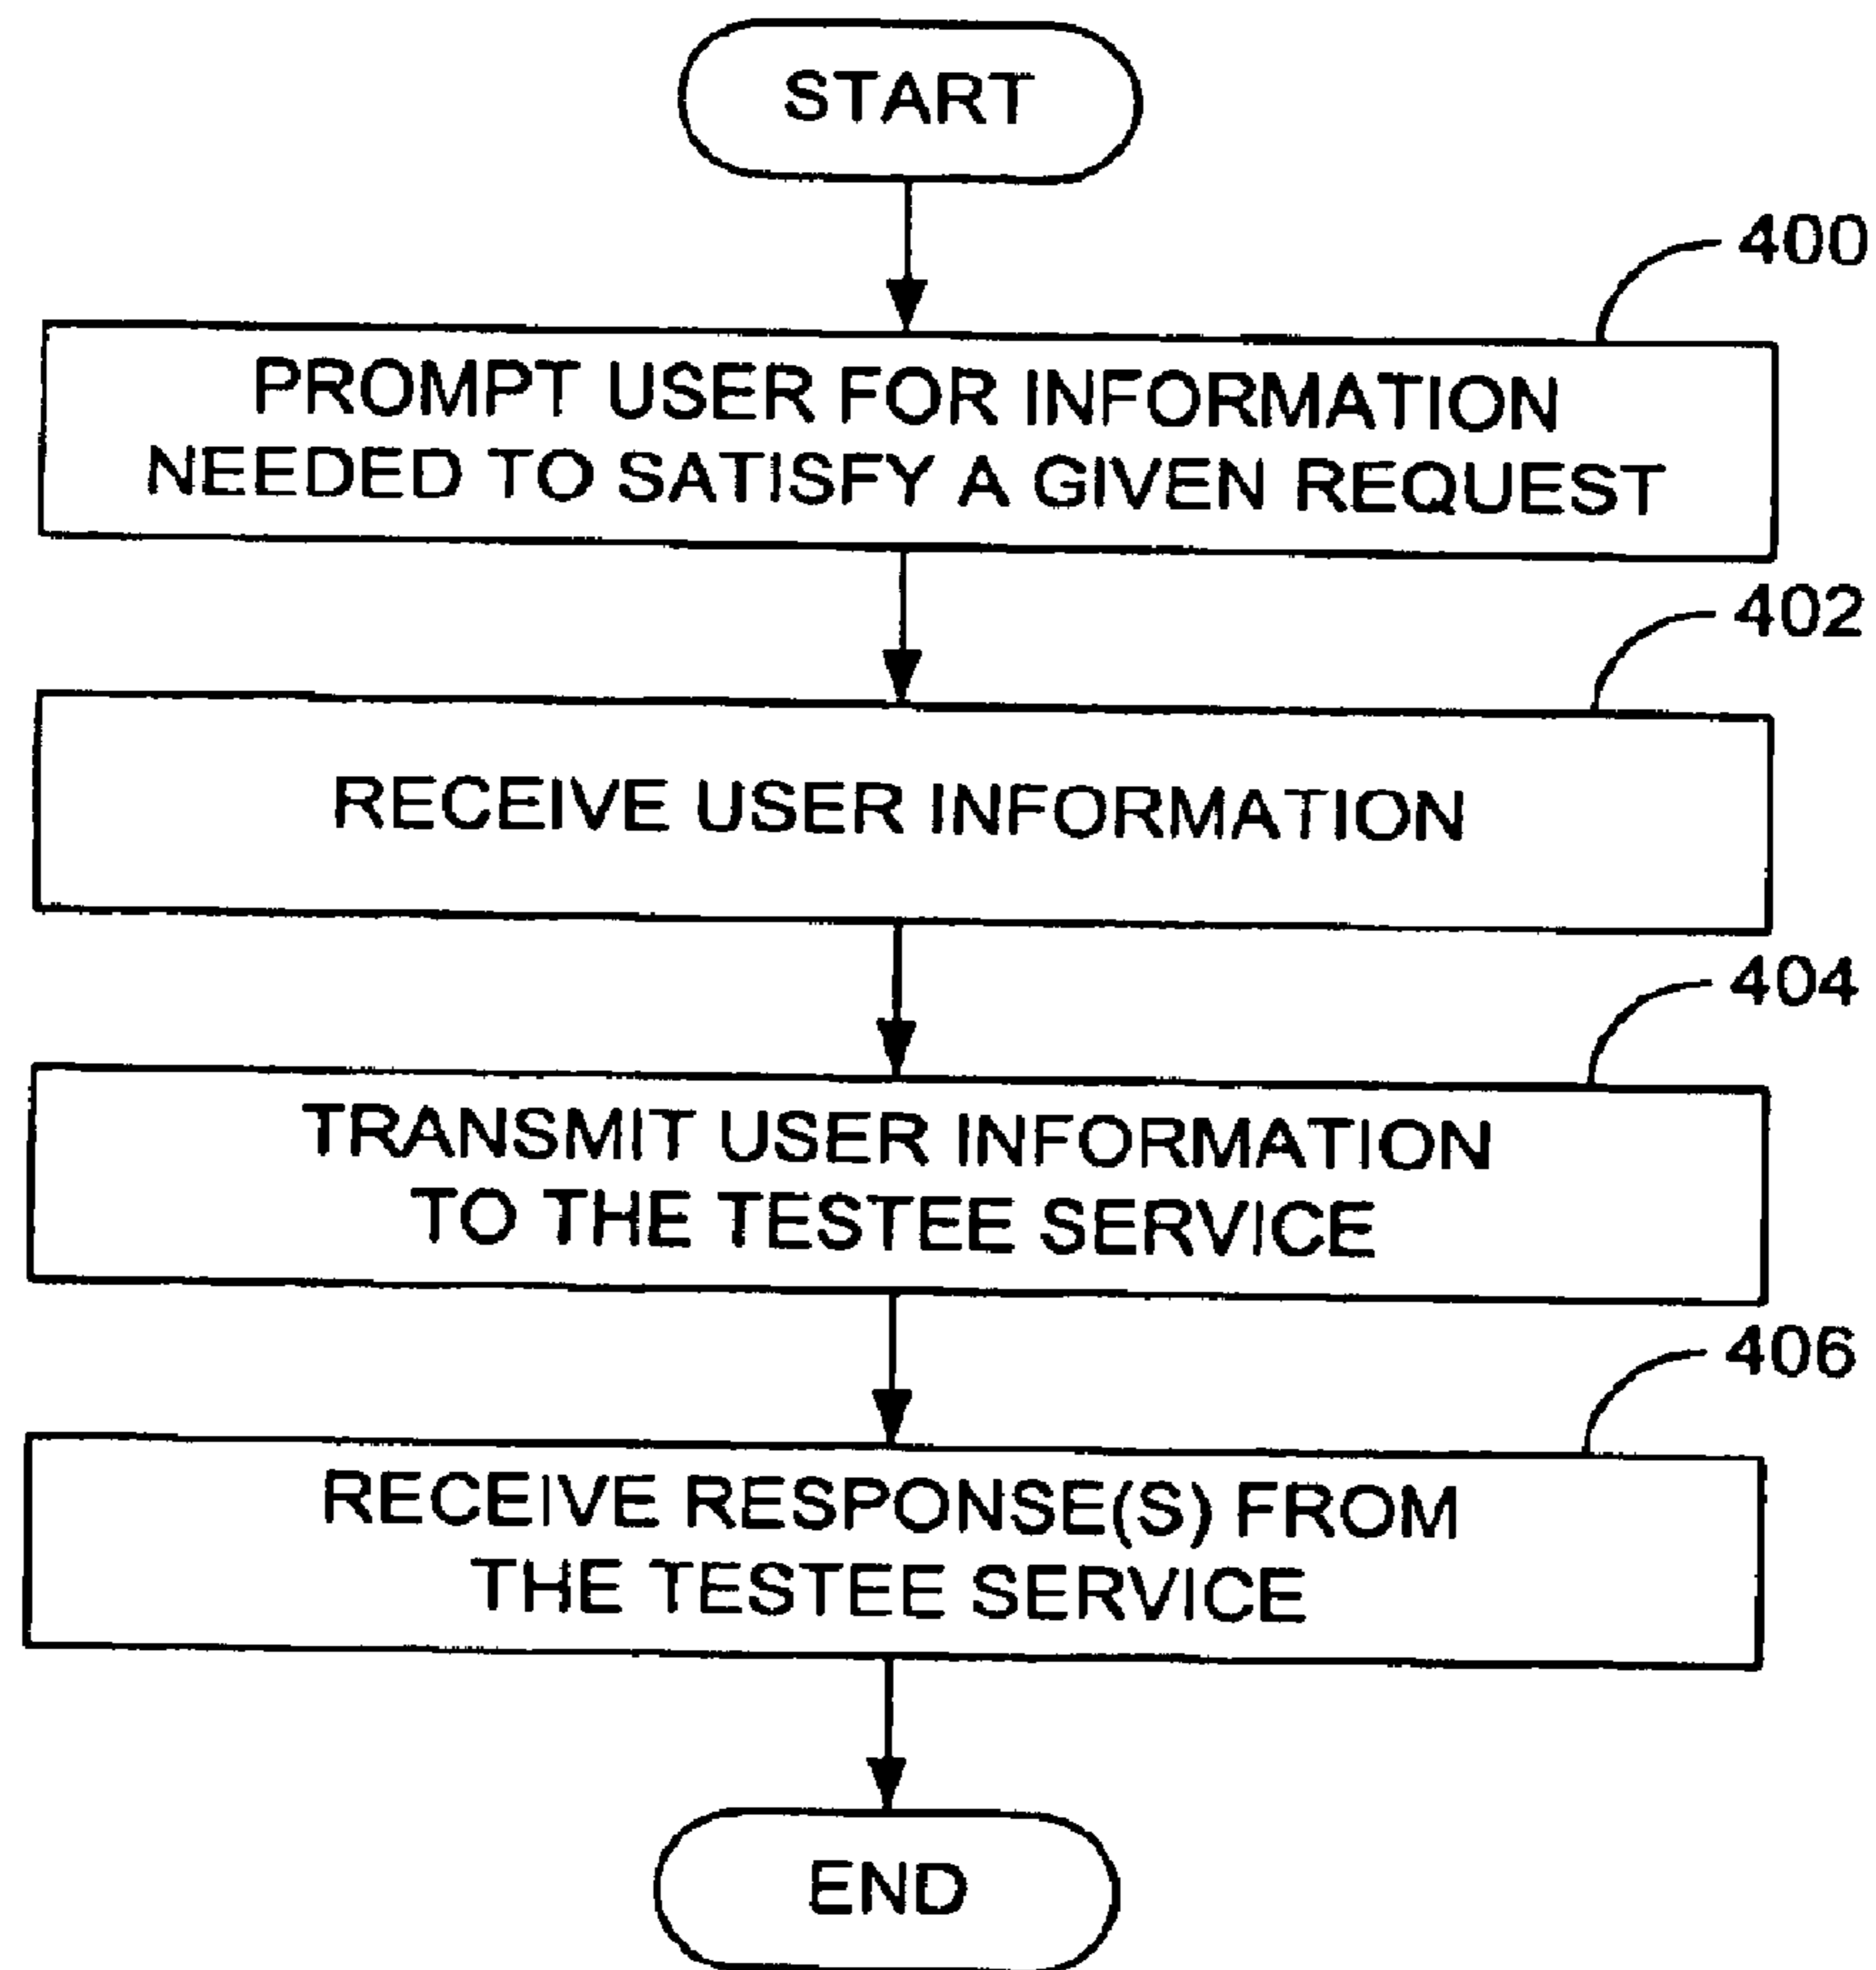 START
400
PROMPT USER FOR INFORMATION
NEEDED TO SATISFY A GIVEN REQUEST
402
RECEIVE USER INFORMATION
404
TRANSMIT USER INFORMATION
TO THE TESTEE SERVICE
406
RECEIVE RESPONSE(S) FROM
THE TESTEE SERVICE
END